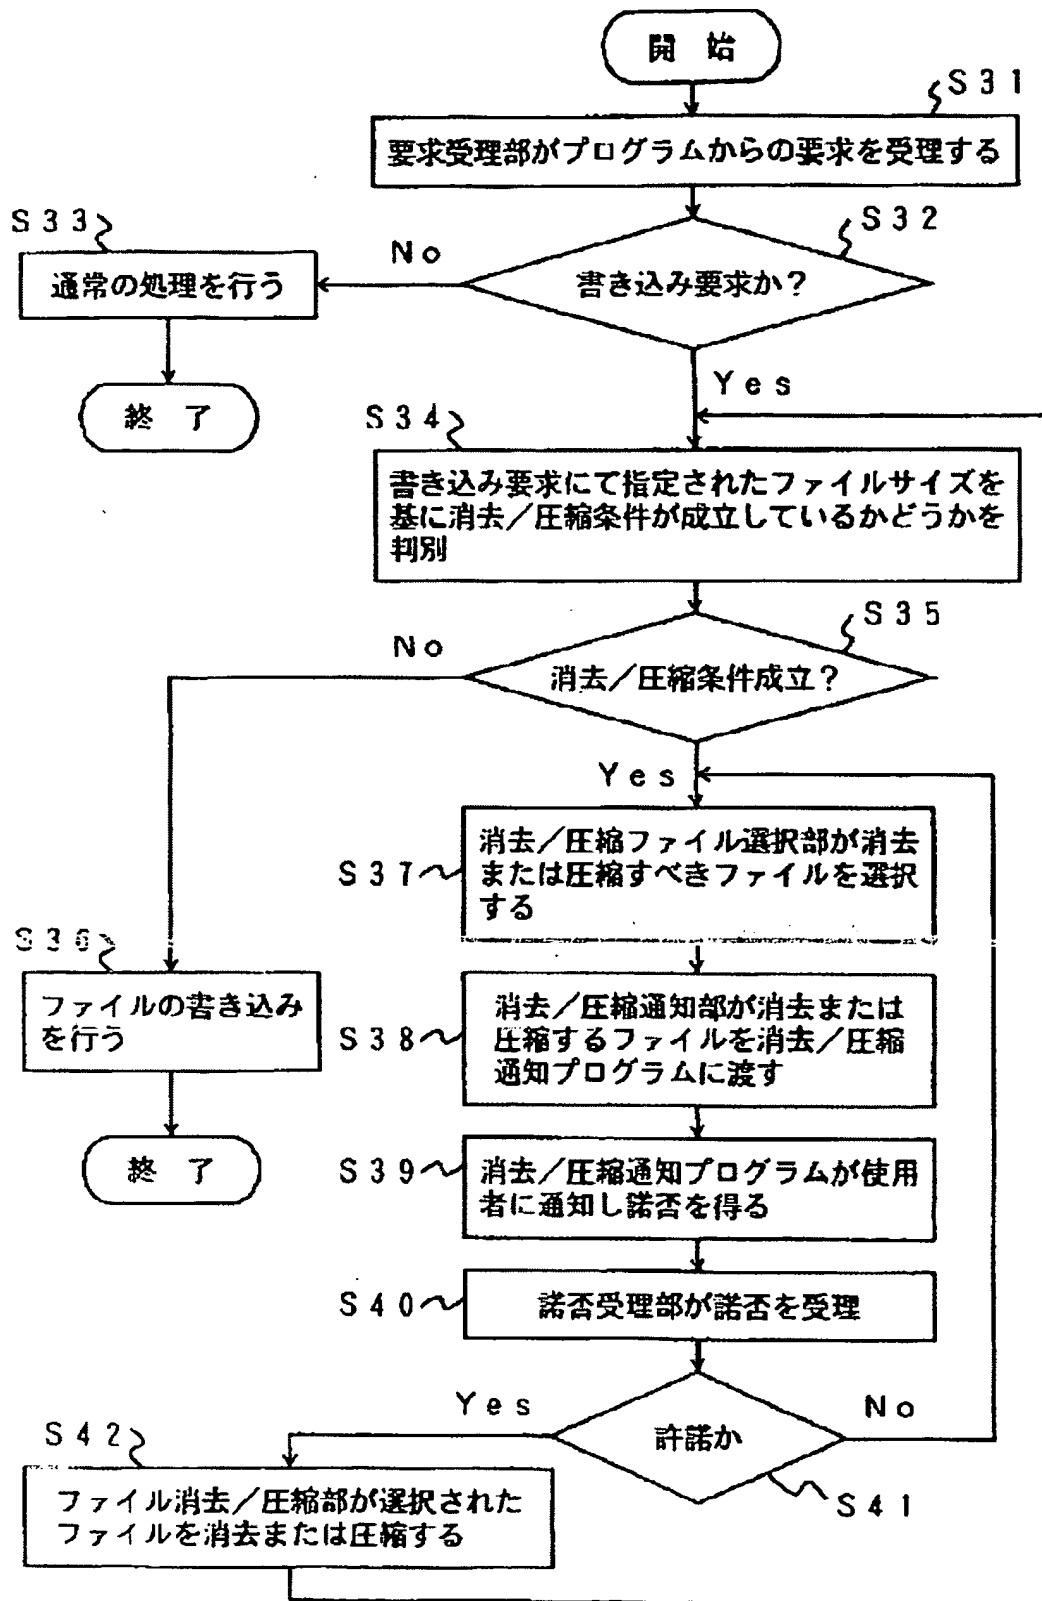 開 始
S31
要求受理部がプログラムからの要求を受理する
S32
書き込み要求か?
No
S33
通常の処理を行う
終 了
Yes
S34
書き込み要求にて指定されたファイルサイズを
基に消去/圧縮条件が成立しているかどうかを
判別
S35
消去/圧縮条件成立?
No
Yes
S37
消去/圧縮ファイル選択部が消去
または圧縮すべきファイルを選択
する
S36
ファイルの書き込み
を行う
終 了
S38
消去/圧縮通知部が消去または
圧縮するファイルを消去/圧縮
通知プログラムに渡す
S39
消去/圧縮通知プログラムが使用
者に通知し諾否を得る
S40
諾否受理部が諾否を受理
Yes
許諾か
No
S41
S42
ファイル消去/圧縮部が選択された
ファイルを消去または圧縮する